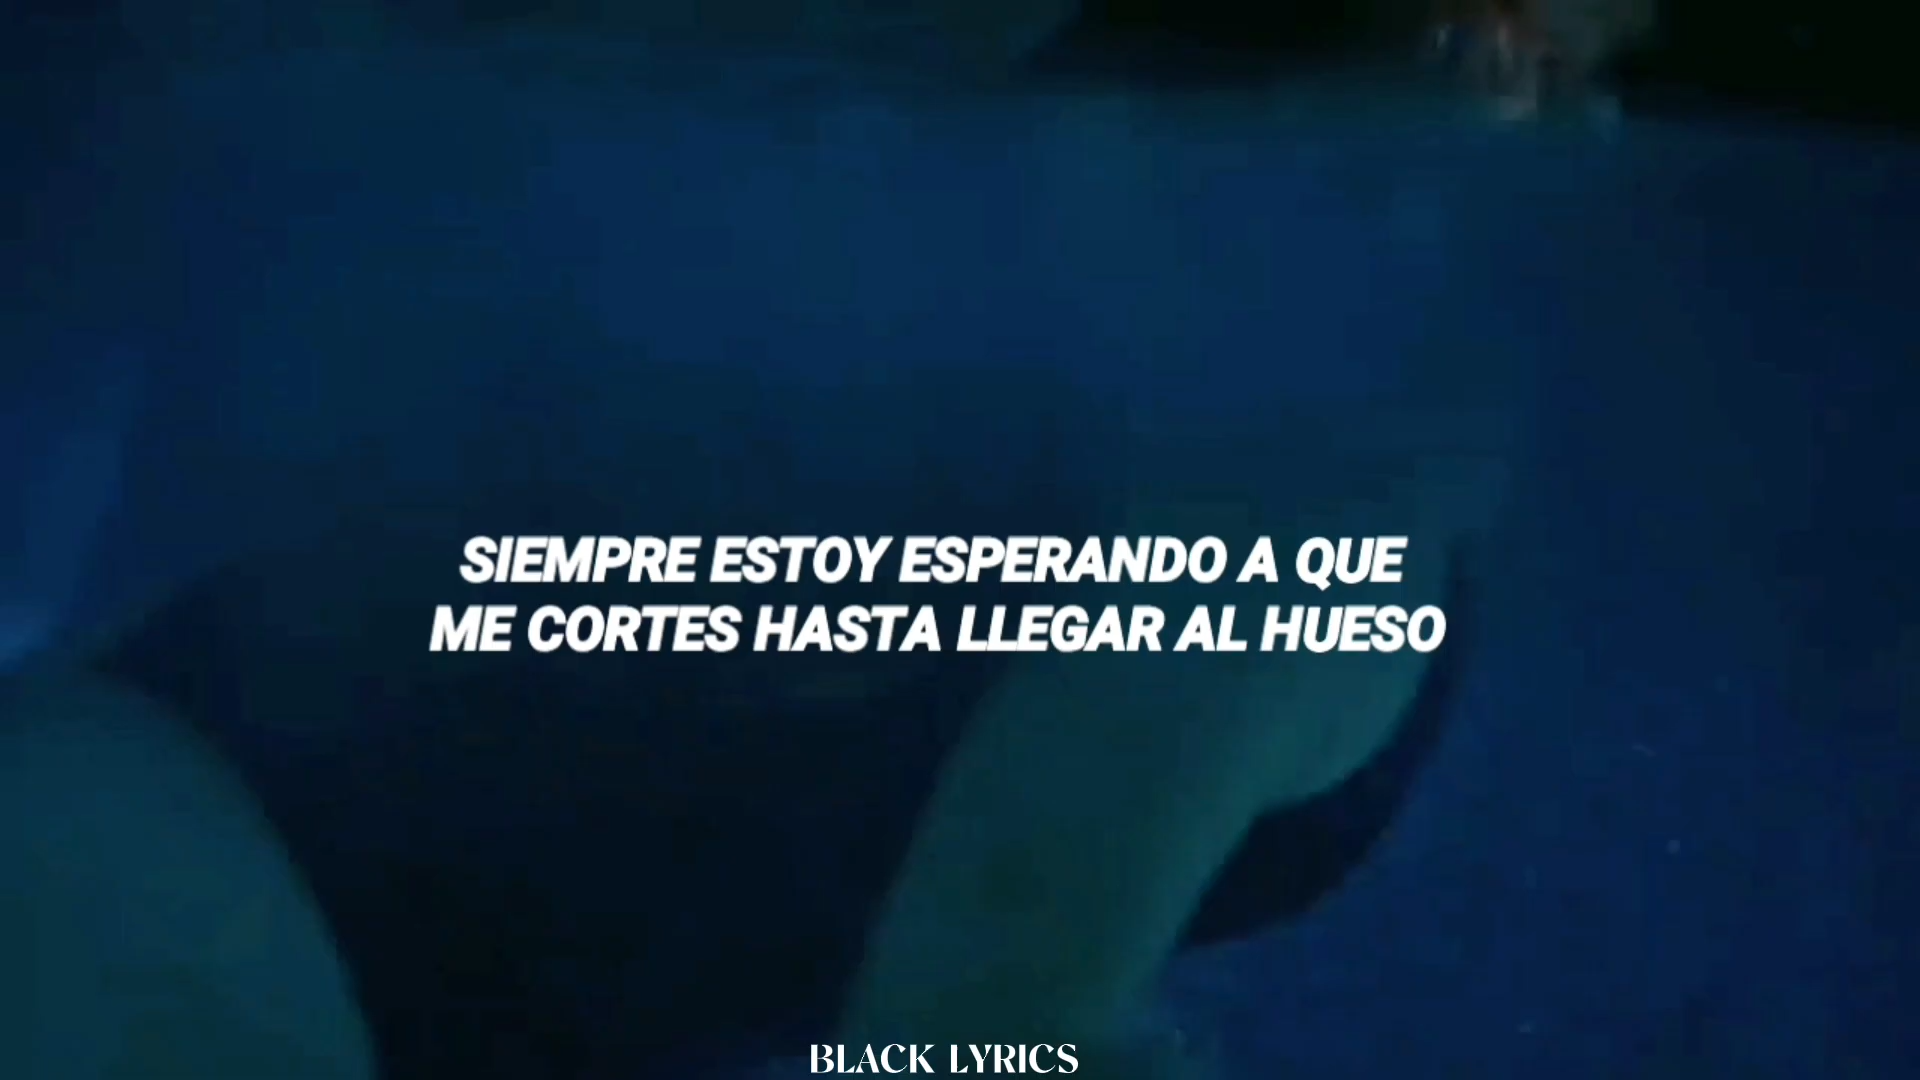 SIEMPRE ESTOY ESPERANDO A QUE
ME CORTES HASTA LLEGAR AL HUESO
BLACK LYRICS